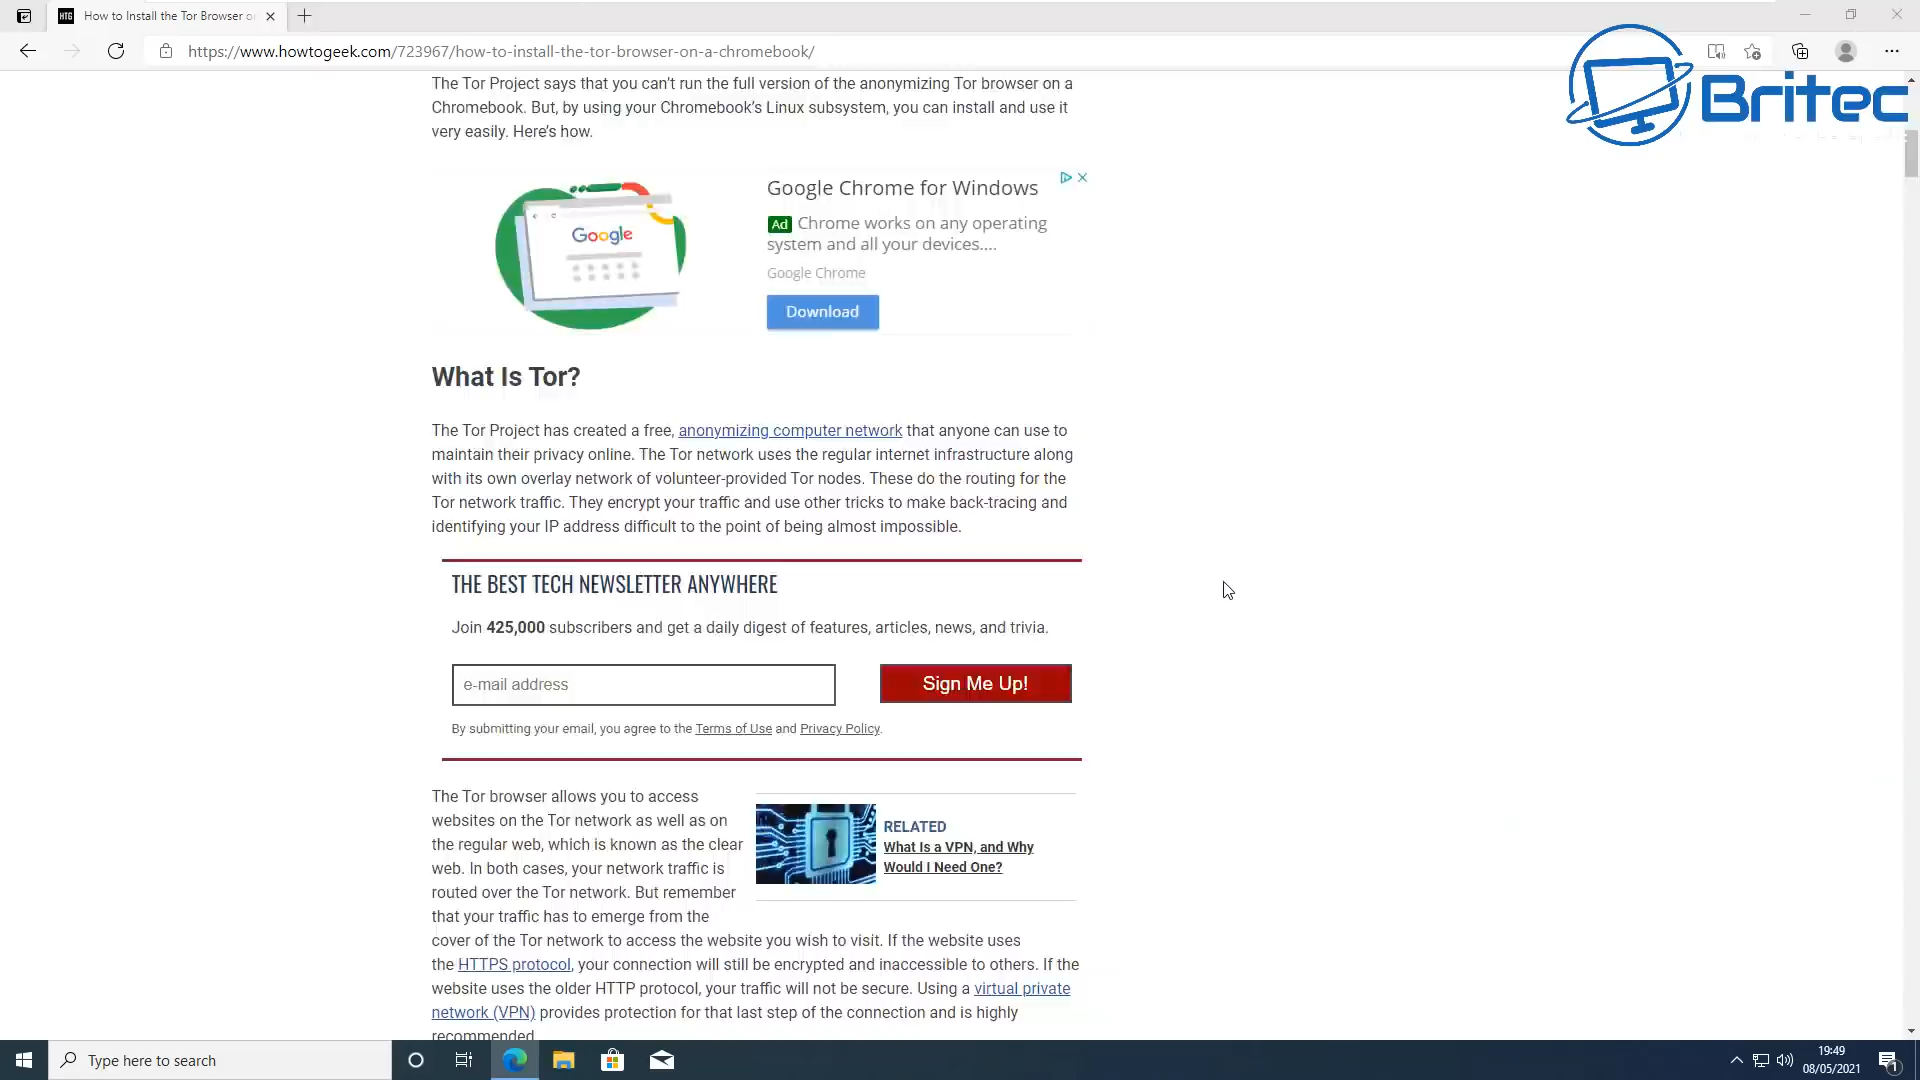 How to Install the Tor Browser o
https://www.howtogeek.com/723967/how-to-install-the-tor-browser-on-a-chromebook/
Britec
The Tor Project says that you can't run the full version of the anonymizing Tor browser on a
Chromebook. But, by using your Chromebook's Linux subsystem, you can install and use it
very easily. Here's how.
Google
Google Chrome for Windows
Ad Chrome works on any operating
system and all your devices....
Google Chrome
Download
What Is Tor?
The Tor Project has created a free, anonymizing computer network that anyone can use to
maintain their privacy online. The Tor network uses the regular internet infrastructure along
with its own overlay network of volunteer-provided Tor nodes. These do the routing for the
Tor network traffic. They encrypt your traffic and use other tricks to make back-tracing and
identifying your IP address difficult to the point of being almost impossible.
THE BEST TECH NEWSLETTER ANYWHERE
Join 425,000 subscribers and get a daily digest of features, articles, news, and trivia.
e-mail address
Sign Me Up!
By submitting your email, you agree to the Terms of Use and Privacy Policy.
The Tor browser allows you to access
websites on the Tor network as well as on
the regular web, which is known as the clear
web. In both cases, your network traffic is
routed over the Tor network. But remember
that your traffic has to emerge from the
RELATED
What Is a VPN, and Why
Would I Need One?
cover of the Tor network to access the website you wish to visit. If the website uses
the HTTPS protocol, your connection will still be encrypted and inaccessible to others. If the
website uses the older HTTP protocol, your traffic will not be secure. Using a virtual private
network (VPN) provides protection for that last step of the connection and is highly
recommended.
Type here to search
19:49
08/05/2021
1